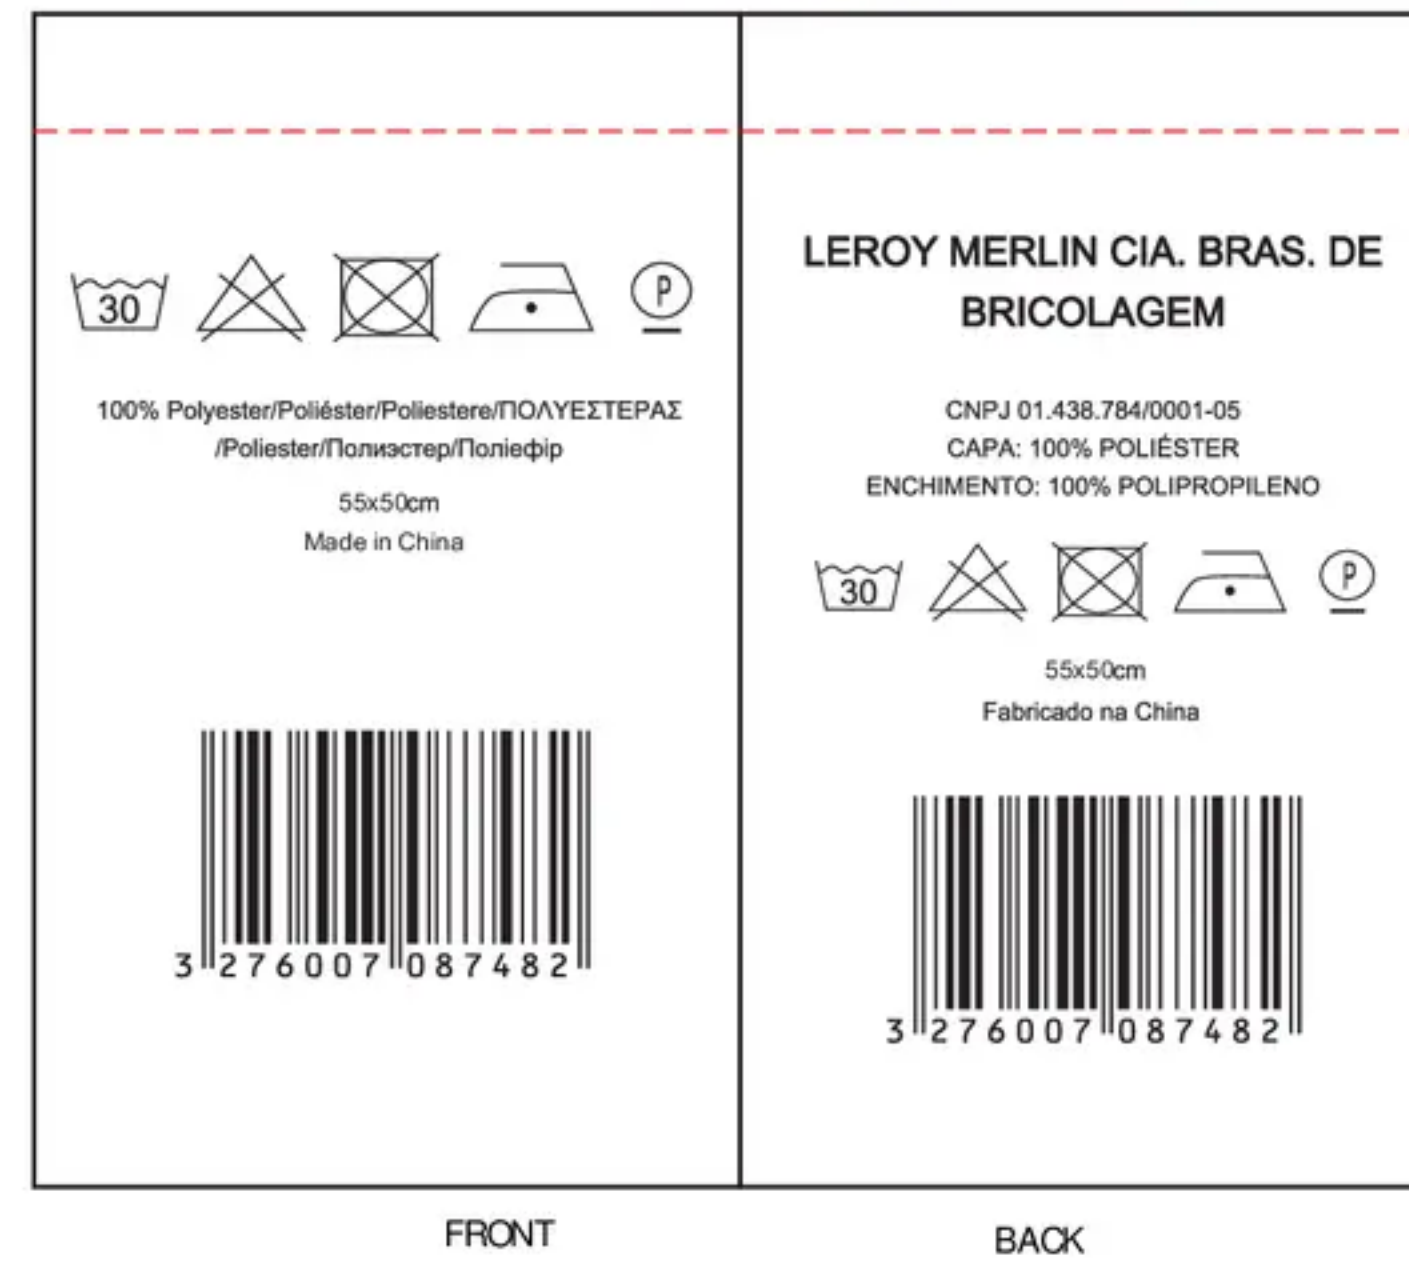 30
P
100% Polyester/Poliéster/Poliestere/ΠΟΛΥΕΣΤΕΡΑΣ
/Poliester/Полиэстер/Поліефір
55x50cm
Made in China
3 276007 087482
FRONT
LEROY MERLIN CIA. BRAS. DE
BRICOLAGEM
CNPJ 01.438.784/0001-05
CAPA: 100% POLIÉSTER
ENCHIMENTO: 100% POLIPROPILENO
30
P
55x50cm
Fabricado na China
3 276007 087482
BACK